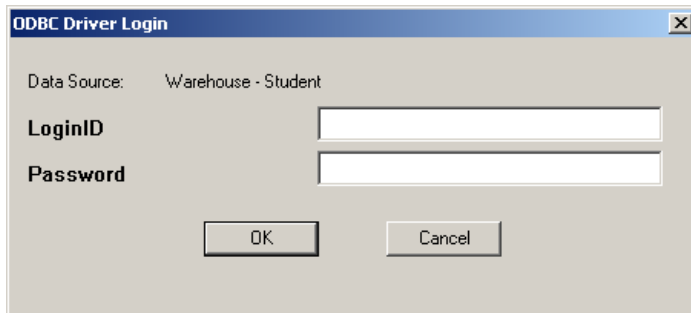 ODBC Driver Login
Data Source: Warehouse - Student
LoginID
Password
OK Cancel